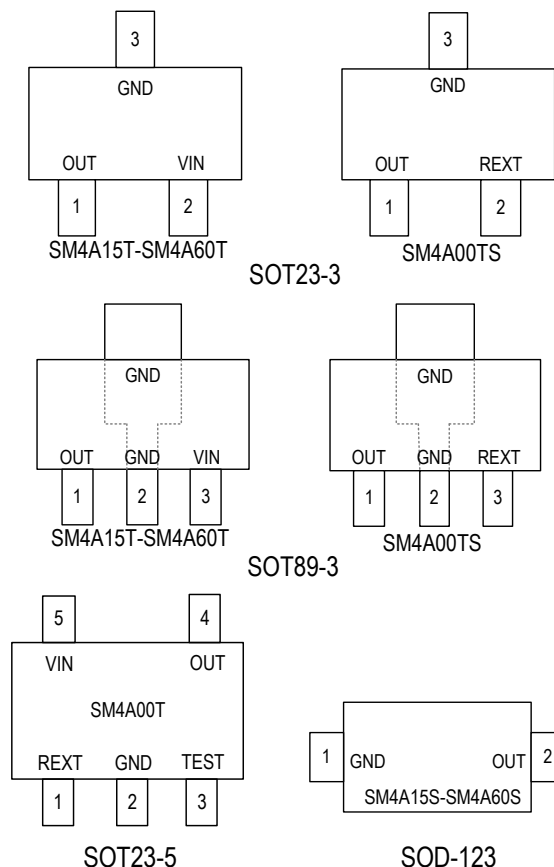 3 3
GND GND
OUT VIN OUT REXT
1 2 1 2
SM4A15T-SM4A60T SM4A00TS
SOT23-3
GND GND
OUT GND VIN OUT GND REXT
1 2 3 1 2 3
SM4A15T-SM4A60T SM4A00TS
SOT89-3
5 4
VIN OUT
SM4A00T
REXT GND TEST
1 2 3
SOT23-5
1 GND OUT 2
SM4A15S-SM4A60S
SOD-123